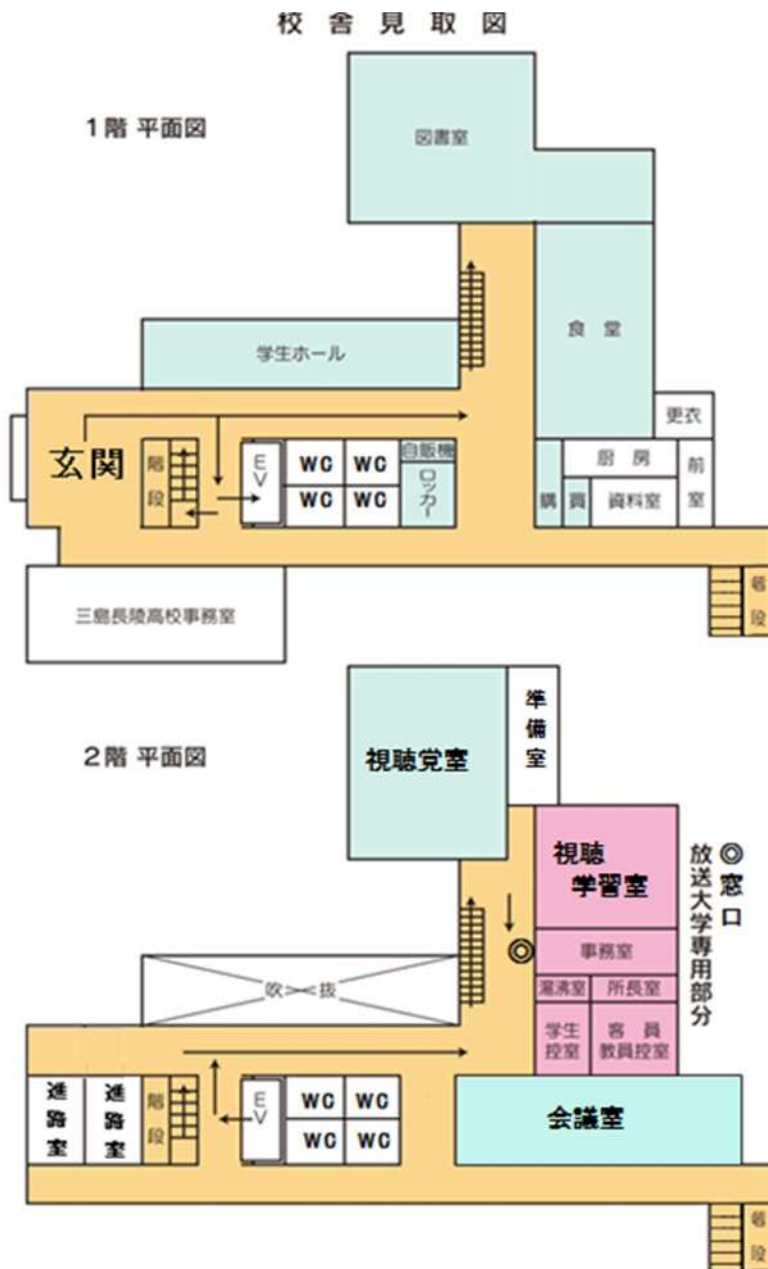 校舎見取図
1階 平面図
図書室
食堂
学生ホール
更衣
玄関
階段
EV
WC
WC
WC
WC
自販機
ロッカー
購
買
厨房
資料室
前室
階段
三島長陵高校事務室
2階 平面図
視聴党室
準備室
視聴
学習室
◎窓口
放送大学専用部分
◎
事務室
湯沸室
所長室
学生
控室
客員
教員控室
吹抜
進路室
進路室
階段
EV
WC
WC
WC
WC
会議室
階段